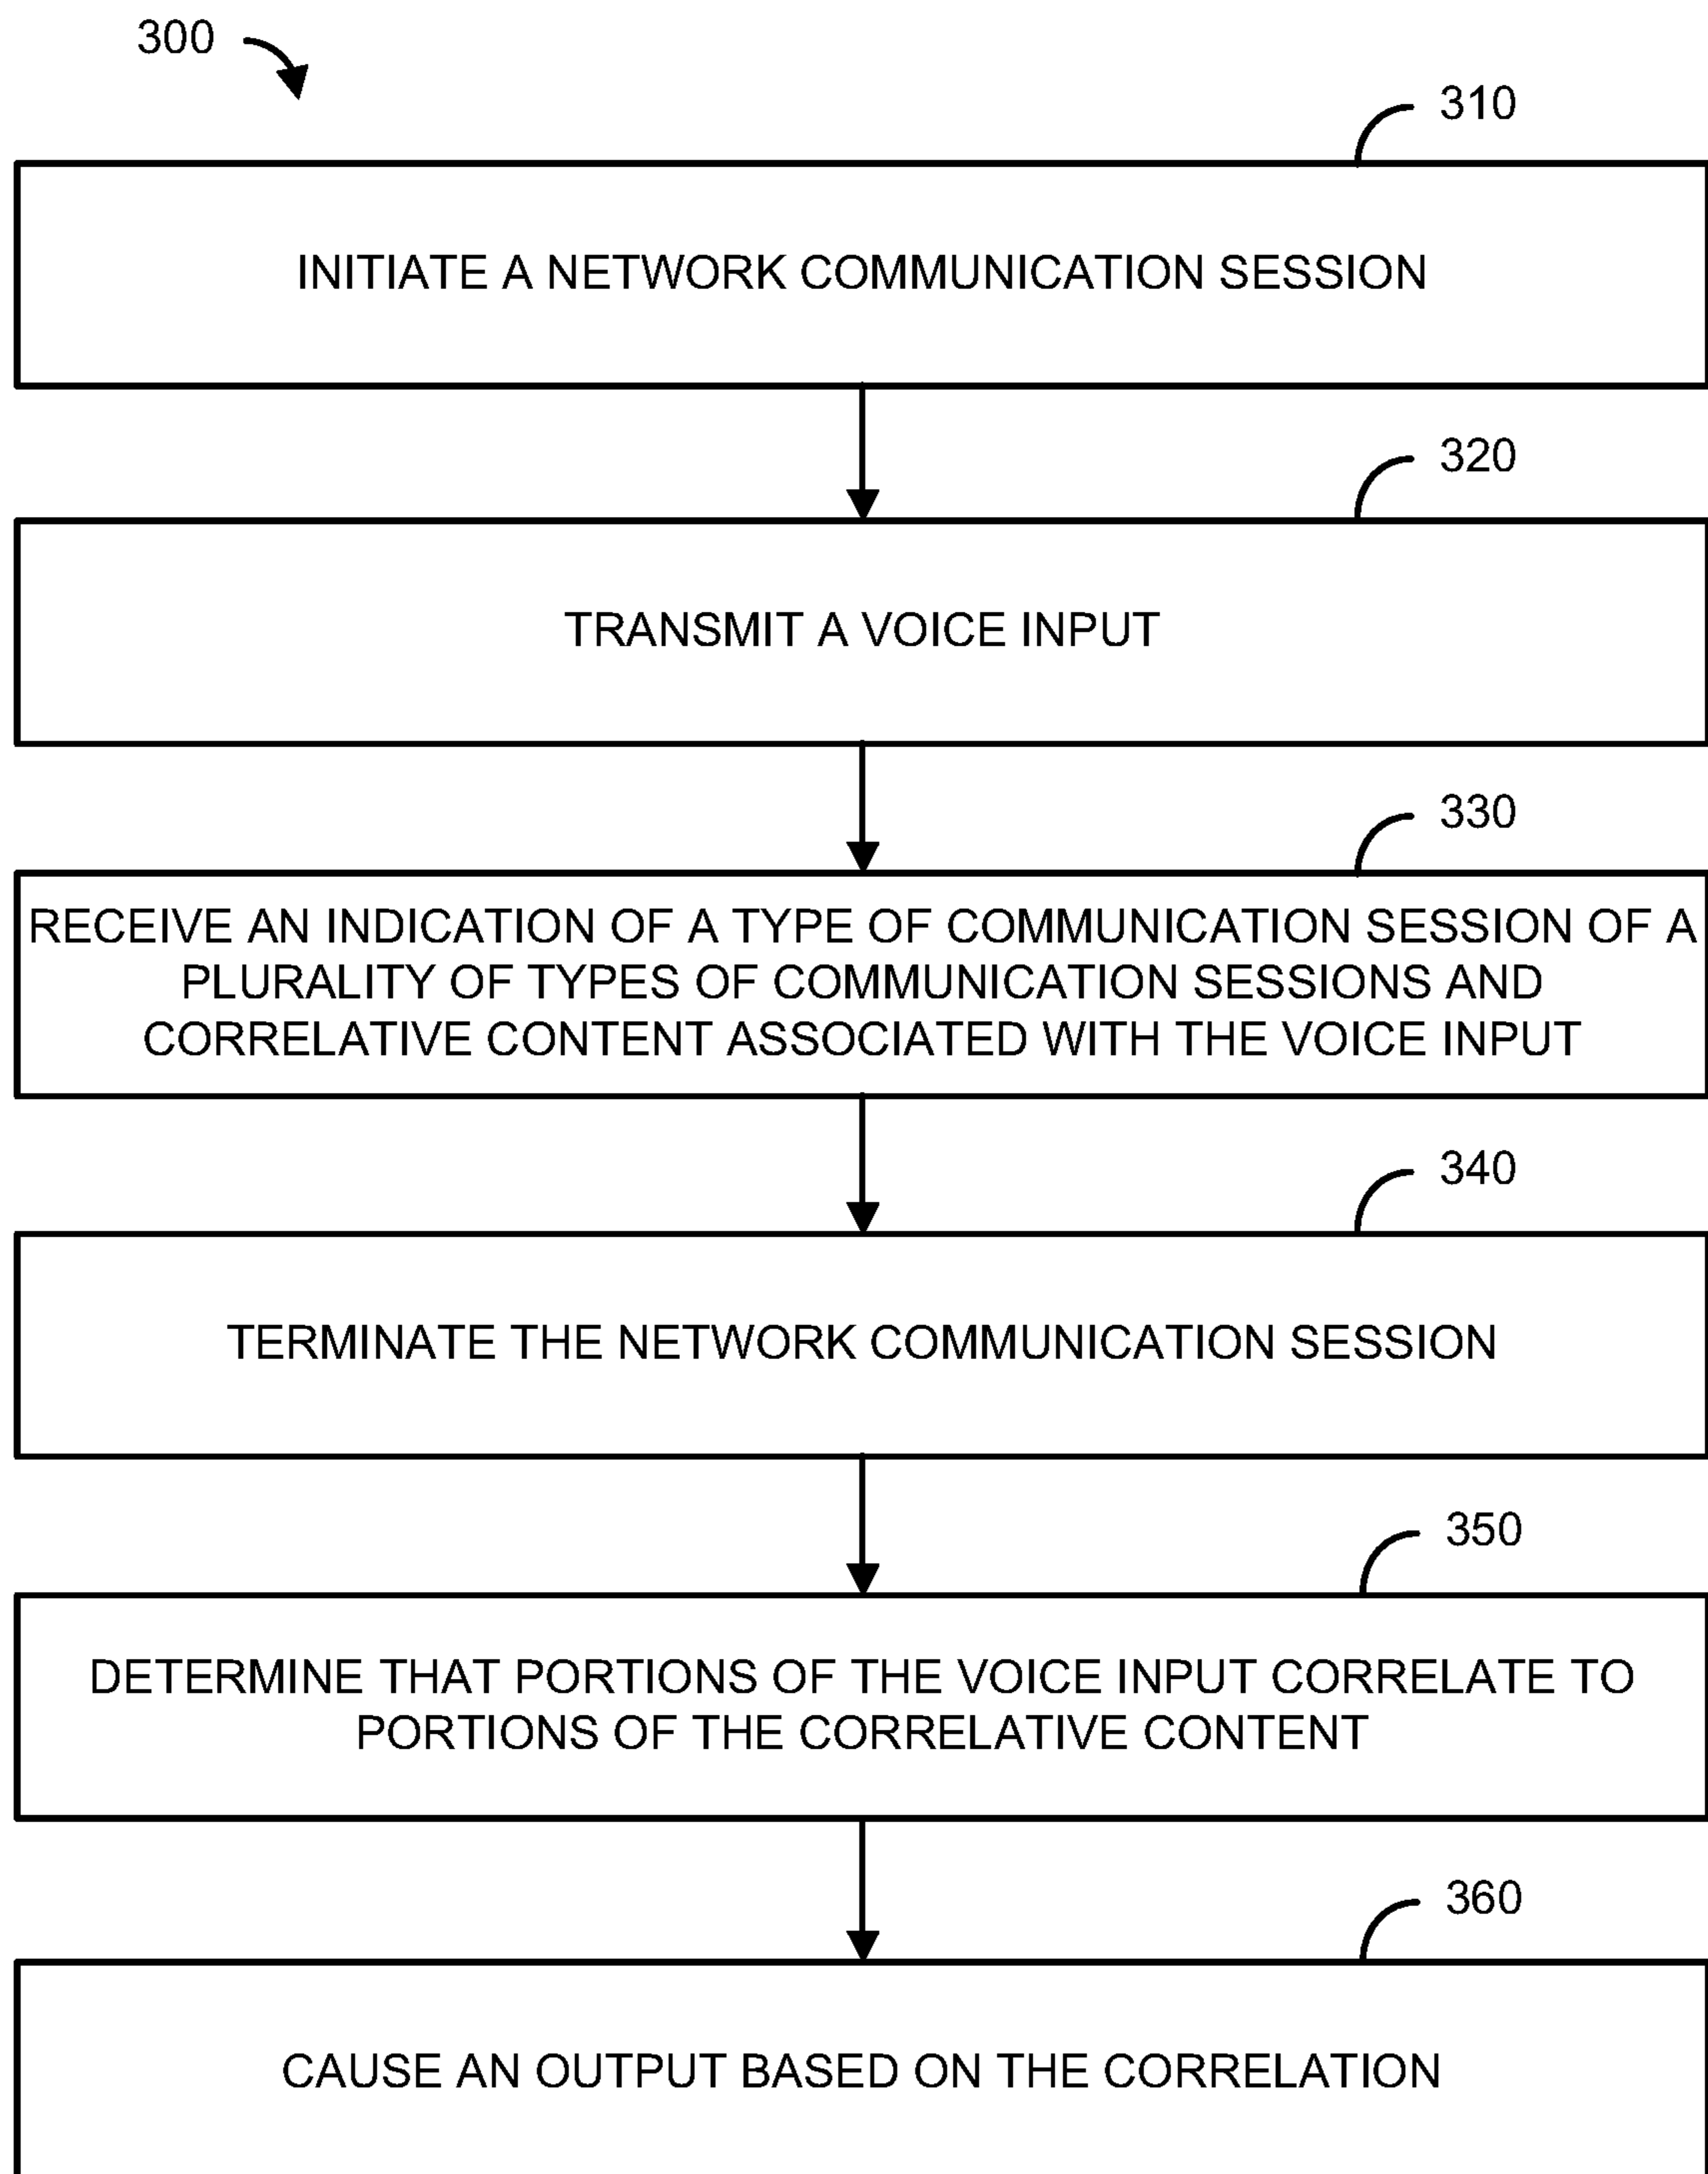 300
310
INITIATE A NETWORK COMMUNICATION SESSION
320
TRANSMIT A VOICE INPUT
330
RECEIVE AN INDICATION OF A TYPE OF COMMUNICATION SESSION OF A
PLURALITY OF TYPES OF COMMUNICATION SESSIONS AND
CORRELATIVE CONTENT ASSOCIATED WITH THE VOICE INPUT
340
TERMINATE THE NETWORK COMMUNICATION SESSION
350
DETERMINE THAT PORTIONS OF THE VOICE INPUT CORRELATE TO
PORTIONS OF THE CORRELATIVE CONTENT
360
CAUSE AN OUTPUT BASED ON THE CORRELATION